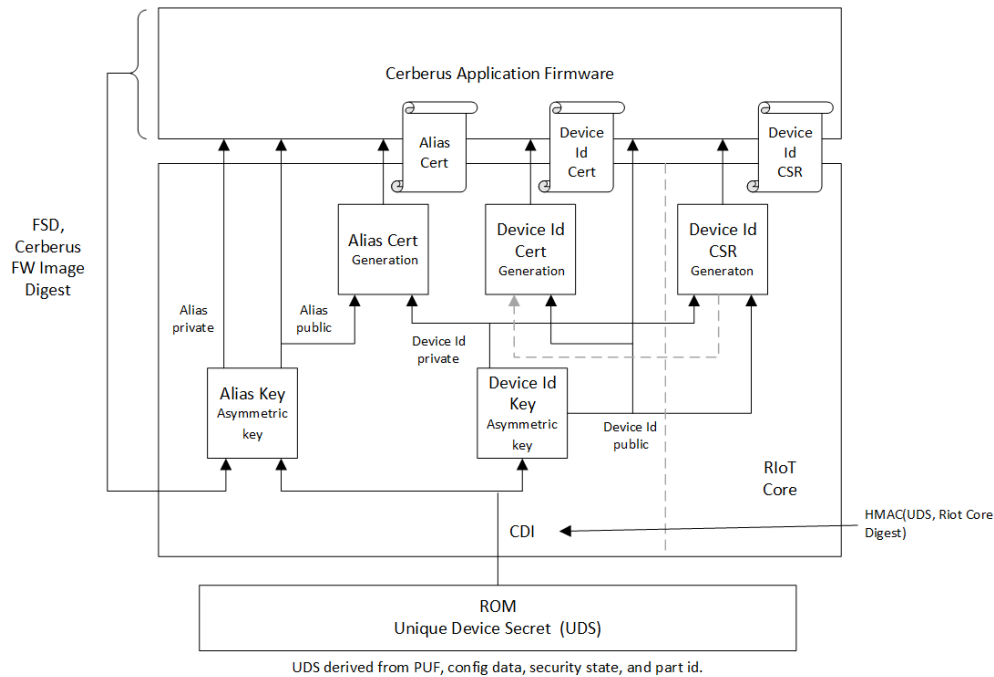 Cerberus Application Firmware
Alias
Cert
Device
Id
Cert
Device
Id
CSR
FSD,
Cerberus
FW Image
Digest
Alias Cert
Generation
Device Id
Cert
Generation
Device Id
CSR
Generaton
Alias
private
Alias
public
Device Id
private
Alias Key
Asymmetric
key
Device Id
Key
Asymmetric
key
Device Id
public
RIoT
Core
CDI
HMAC(UDS, Riot Core
Digest)
ROM
Unique Device Secret (UDS)
UDS derived from PUF, config data, security state, and part id.